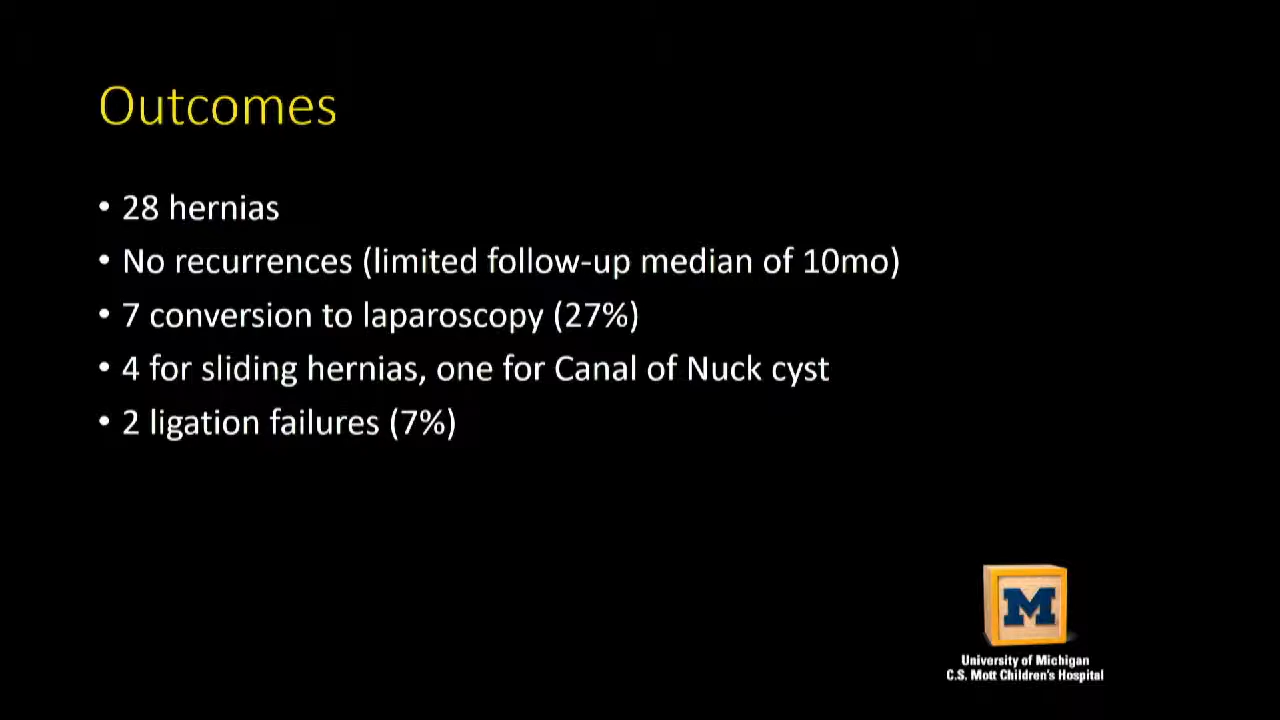 Outcomes
• 28 hernias
• No recurrences (limited follow-up median of 10mo)
• 7 conversion to laparoscopy (27%)
• 4 for sliding hernias, one for Canal of Nuck cyst
• 2 ligation failures (7%)
M
University of Michigan
C.S. Mott Children's Hospital